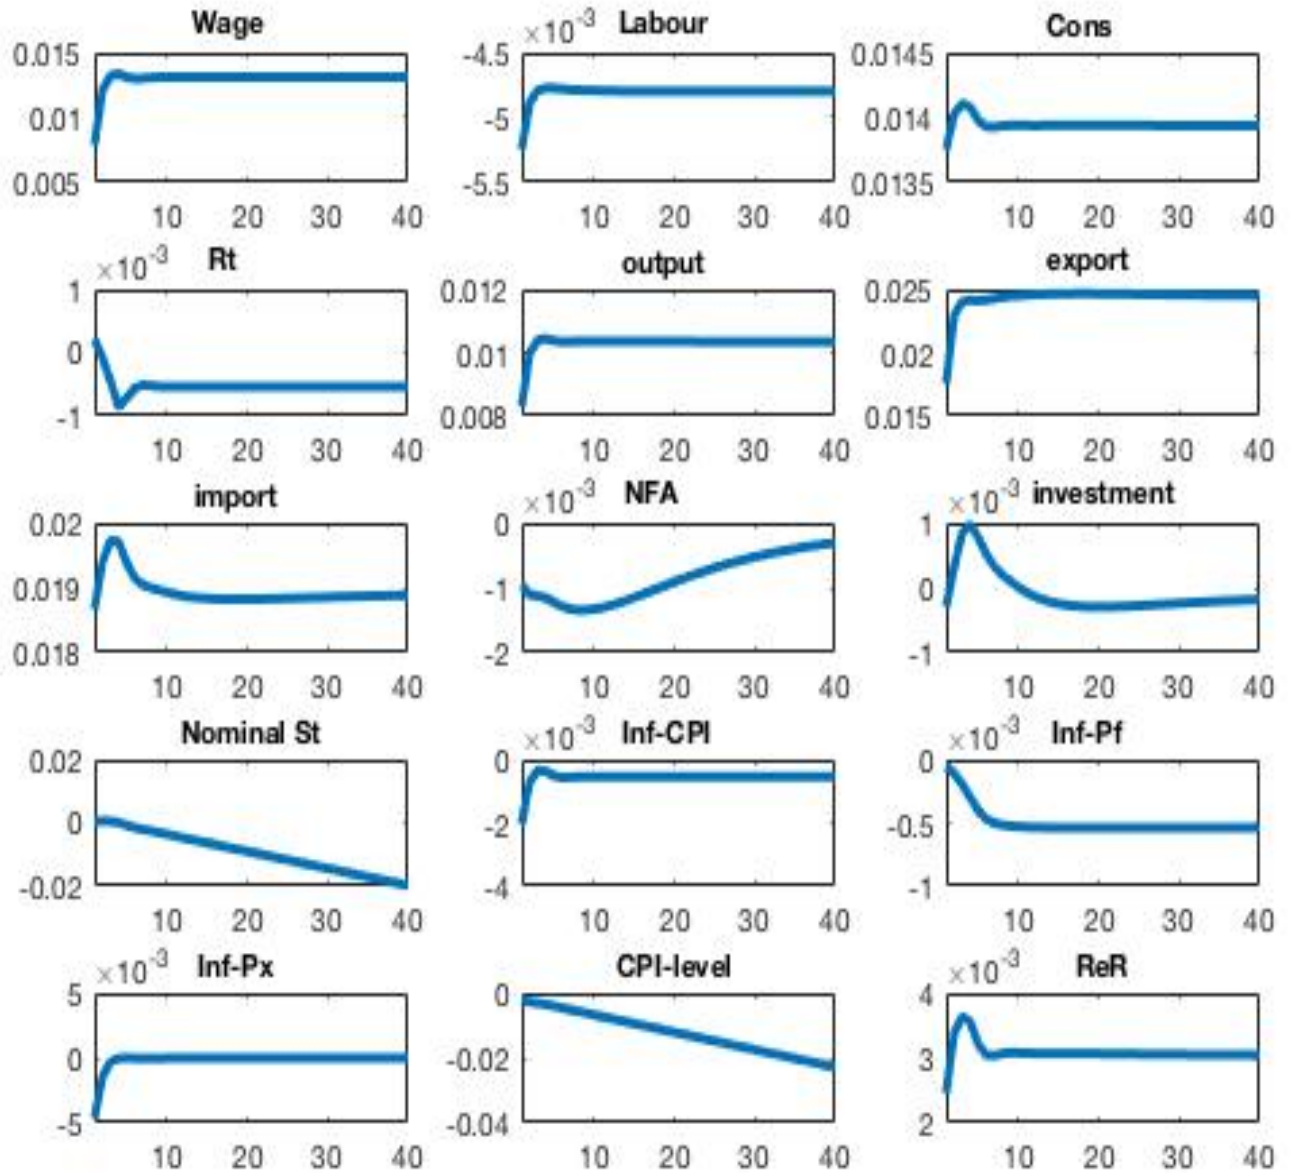 Wage
0.015
0.01
0.005
10 20 30 40
×10-3 Labour
-4.5
-5
-5.5
10 20 30 40
Cons
0.0145
0.014
0.0135
10 20 30 40
×10-3 Rt
1
0
-1
10 20 30 40
output
0.012
0.01
0.008
10 20 30 40
export
0.025
0.02
0.015
10 20 30 40
import
0.02
0.019
0.018
10 20 30 40
×10-3 NFA
0
-1
-2
10 20 30 40
×10-3 investment
1
0
-1
10 20 30 40
Nominal St
0.02
0
-0.02
10 20 30 40
×10-3 Inf-CPI
0
-2
-4
10 20 30 40
×10-3 Inf-Pf
0
-0.5
-1
10 20 30 40
×10-3 Inf-Px
5
0
-5
10 20 30 40
CPI-level
0
-0.02
-0.04
10 20 30 40
×10-3 ReR
4
3
2
10 20 30 40